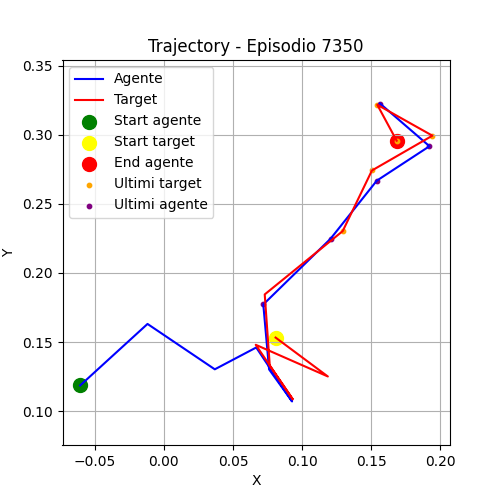 Trajectory - Episodio 7350
Agente
Target
Start agente
Start target
End agente
Ultimi target
Ultimi agente
0.35
0.30
0.25
0.20
0.15
0.10
Y
−0.05
0.00
0.05
0.10
0.15
0.20
X